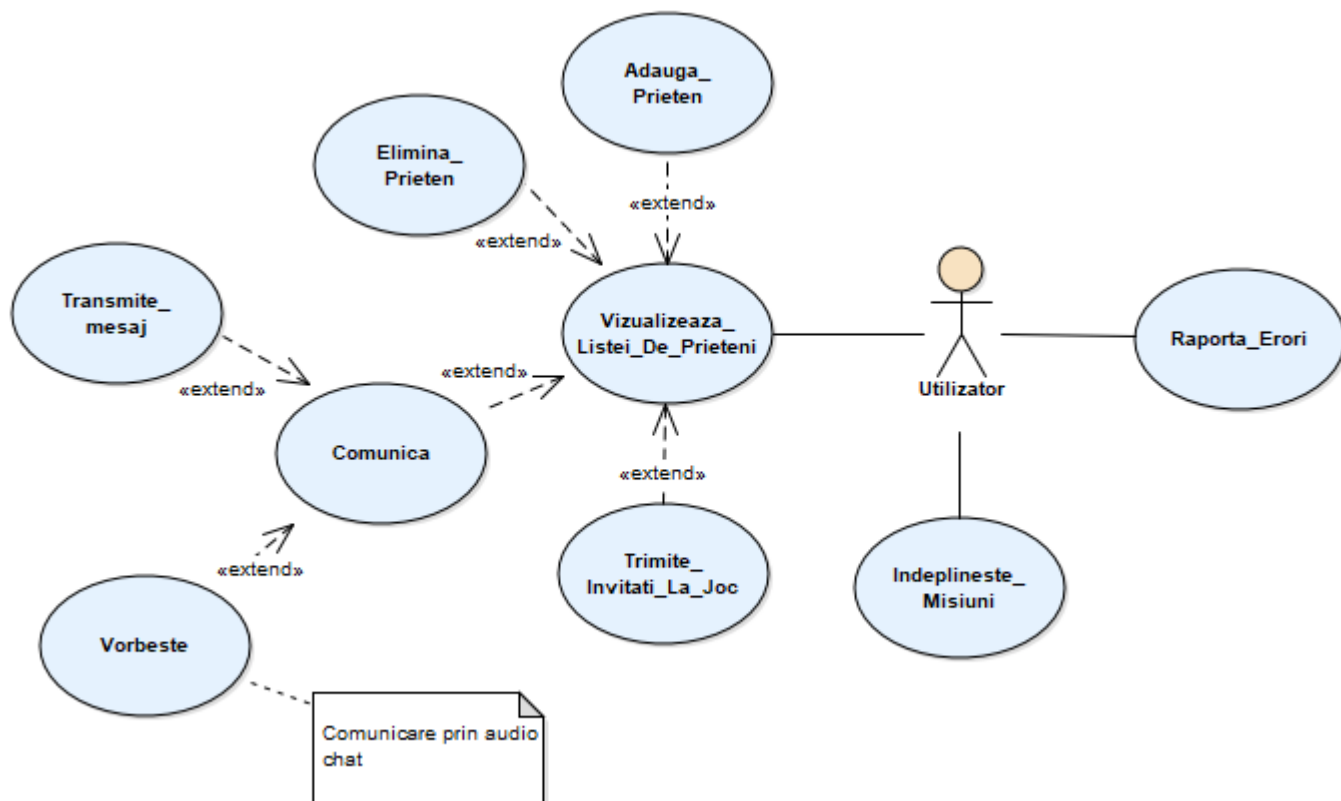 Adauga_
Prieten
Elimina_
Prieten
«extend»
«extend»
Transmite_
mesaj
Vizualizeaza_
Listei_De_Prieteni
Raporta_Erori
«extend»
«extend»
Utilizator
Comunica
«extend»
Trimite_
Invitati_La_Joc
Indeplineste_
Misiuni
«extend»
Vorbeste
Comunicare prin audio
chat